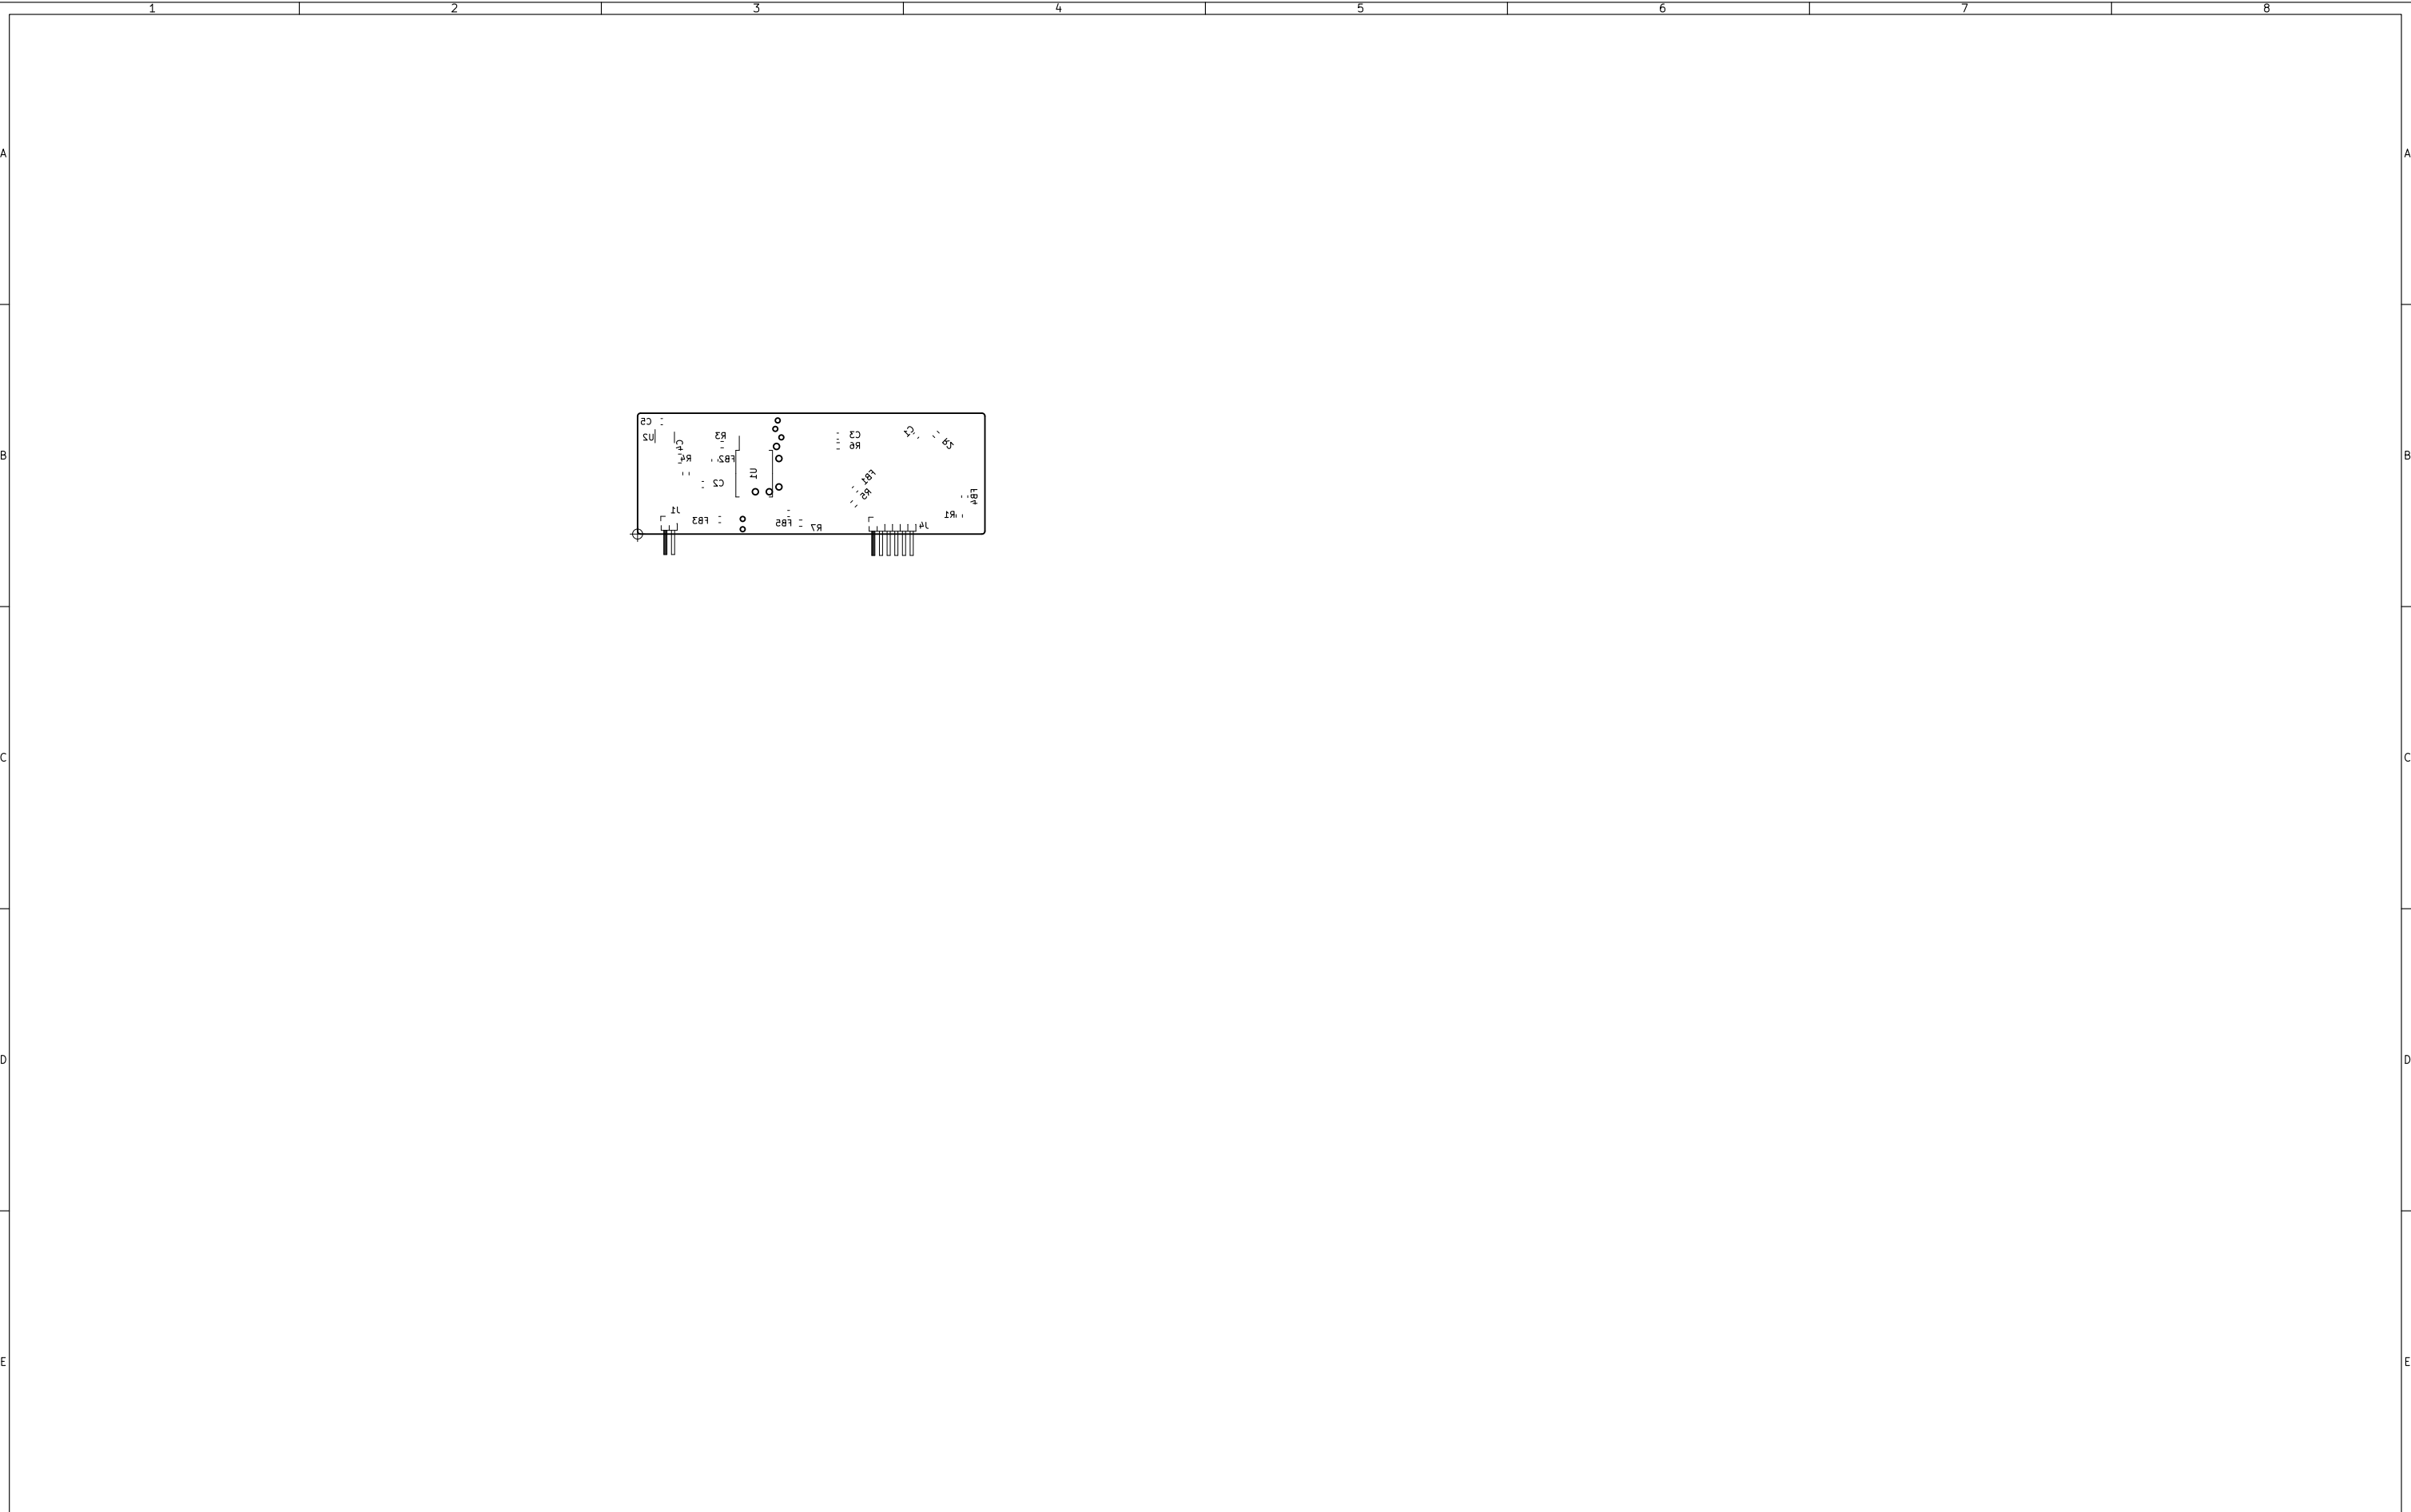 1 2 3 4 5 6 7 8
A A
C5
U2 C4 R3 C3 C1 R2
R6
B R4 FB2 B
U1 FB1
C2 R5 FB4
J1 FB3 FB5 R7 J4 R1
C C
D D
E E